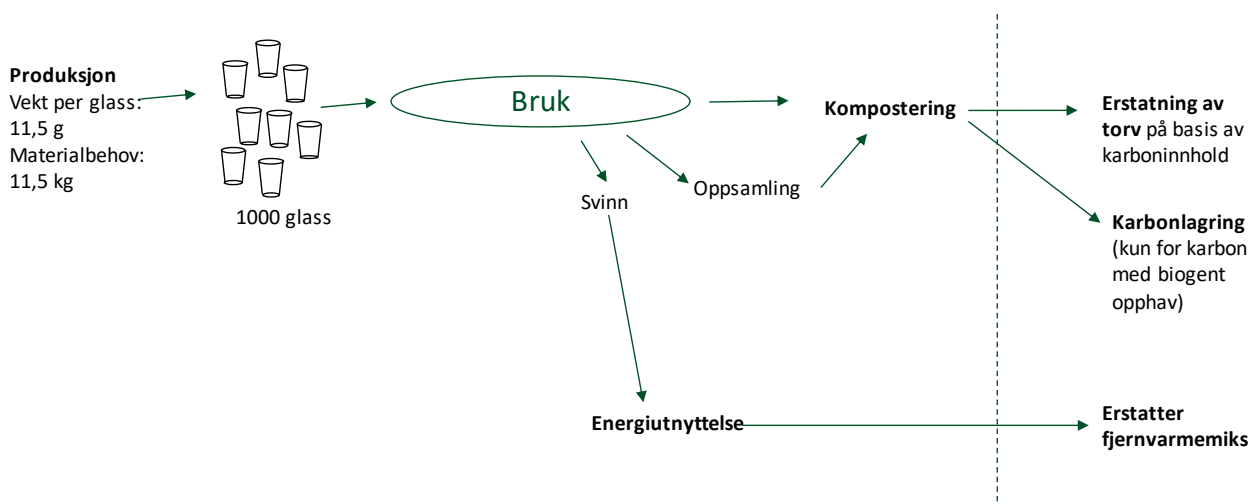 Produksjon
Vekt per glass:
11,5 g
Materialbehov:
11,5 kg
1000 glass
Bruk
Svinn
Oppsamling
Kompostering
Energiutnyttelse
Erstatning av
torv på basis av
karboninnhold
Karbonlagring
(kun for karbon
med biogent
opphav)
Erstatter
fjernvarmemiks